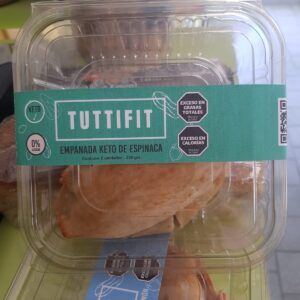 KETO
0%
TUTTIFIT
EMPANADA KETO DE ESPINACA
EXCESO EN
GRASAS
TOTALES
EXCESO EN
CALORÍAS